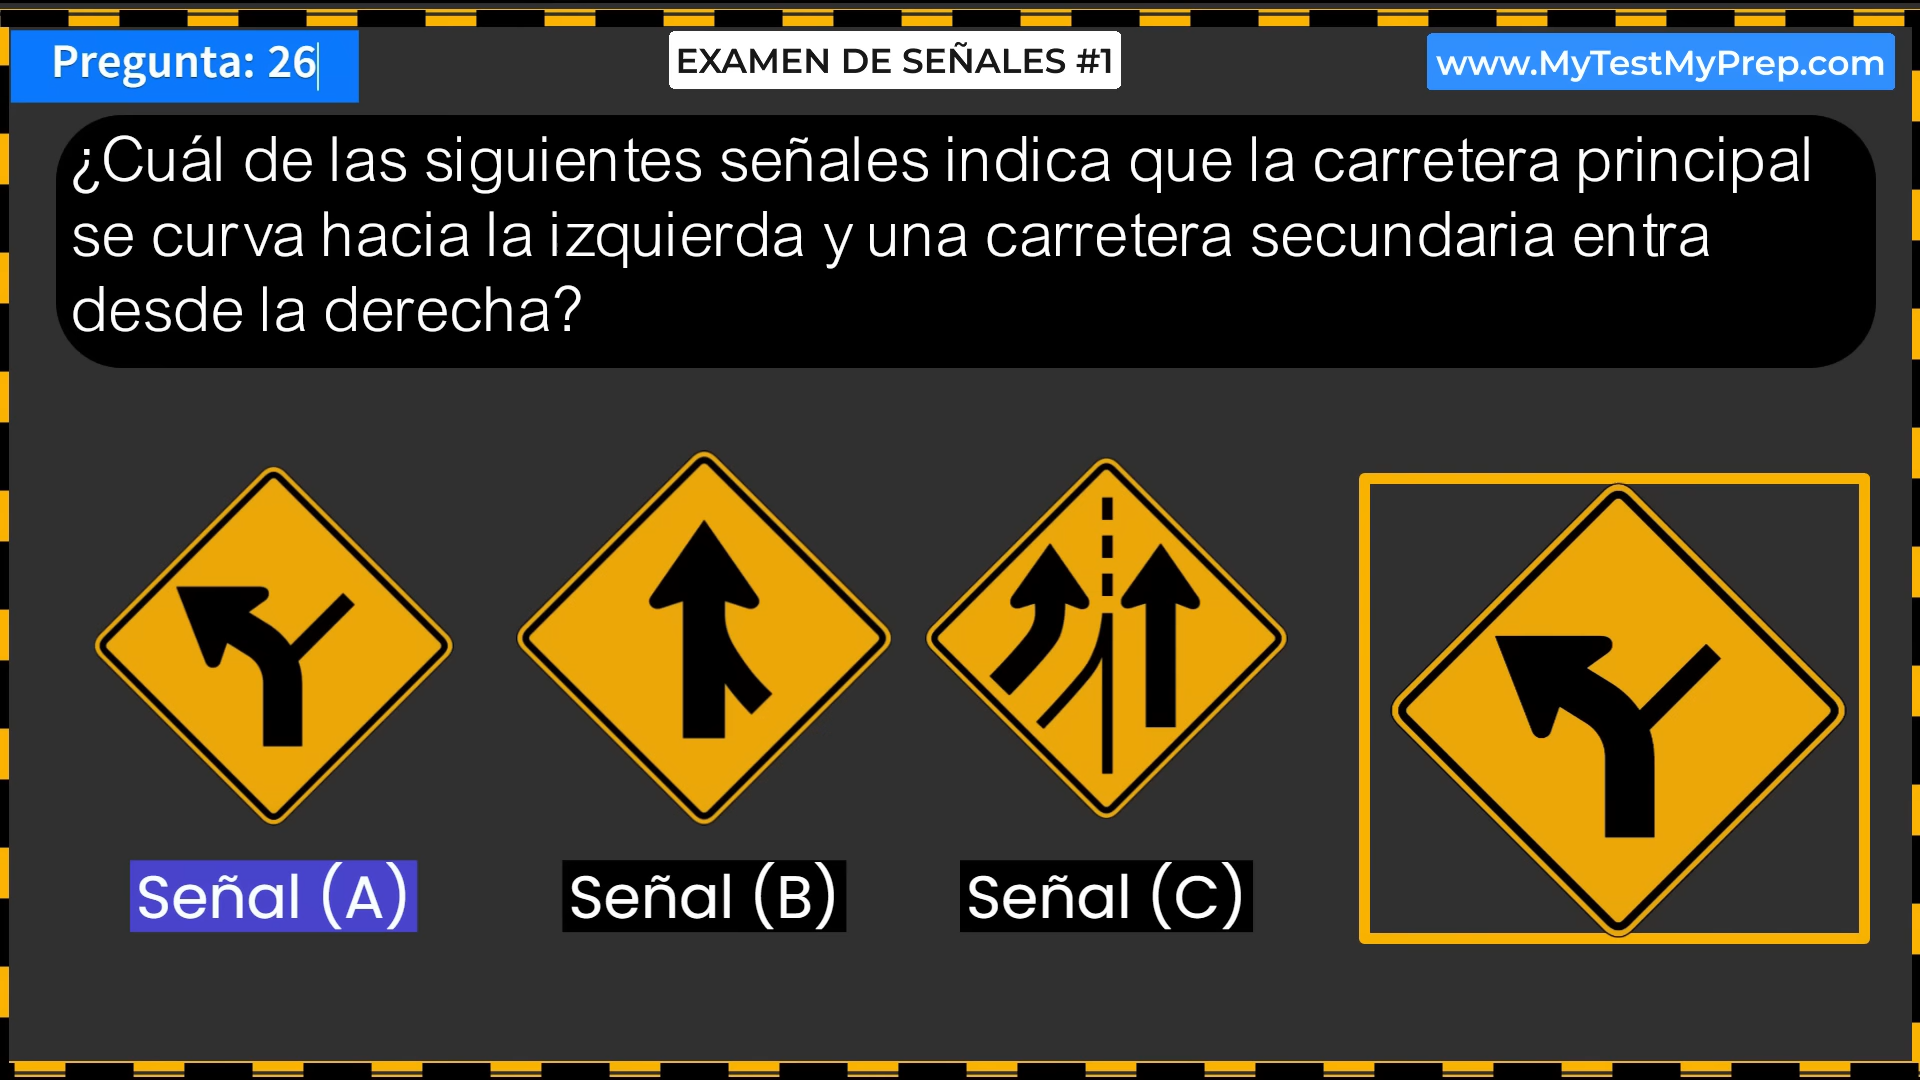 Pregunta: 26
EXAMEN DE SEÑALES #1
www.MyTestMyPrep.com
¿Cuál de las siguientes señales indica que la carretera principal
se curva hacia la izquierda y una carretera secundaria entra
desde la derecha?
Señal (A)
Señal (B)
Señal (C)